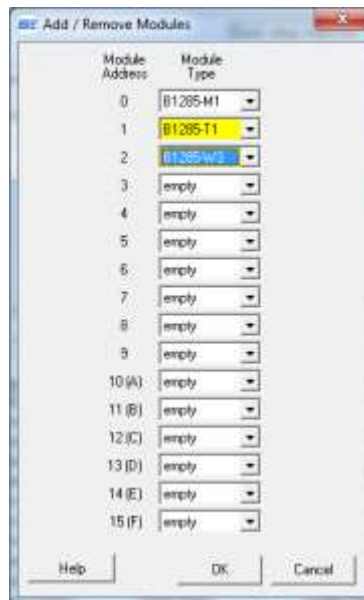 Add / Remove Modules
Module Address Module Type
0 B1285-M1
1 B1285-T1
2 B1285-W3
3 empty
4 empty
5 empty
6 empty
7 empty
8 empty
9 empty
10 (A) empty
11 (B) empty
12 (C) empty
13 (D) empty
14 (E) empty
15 (F) empty
Help OK Cancel